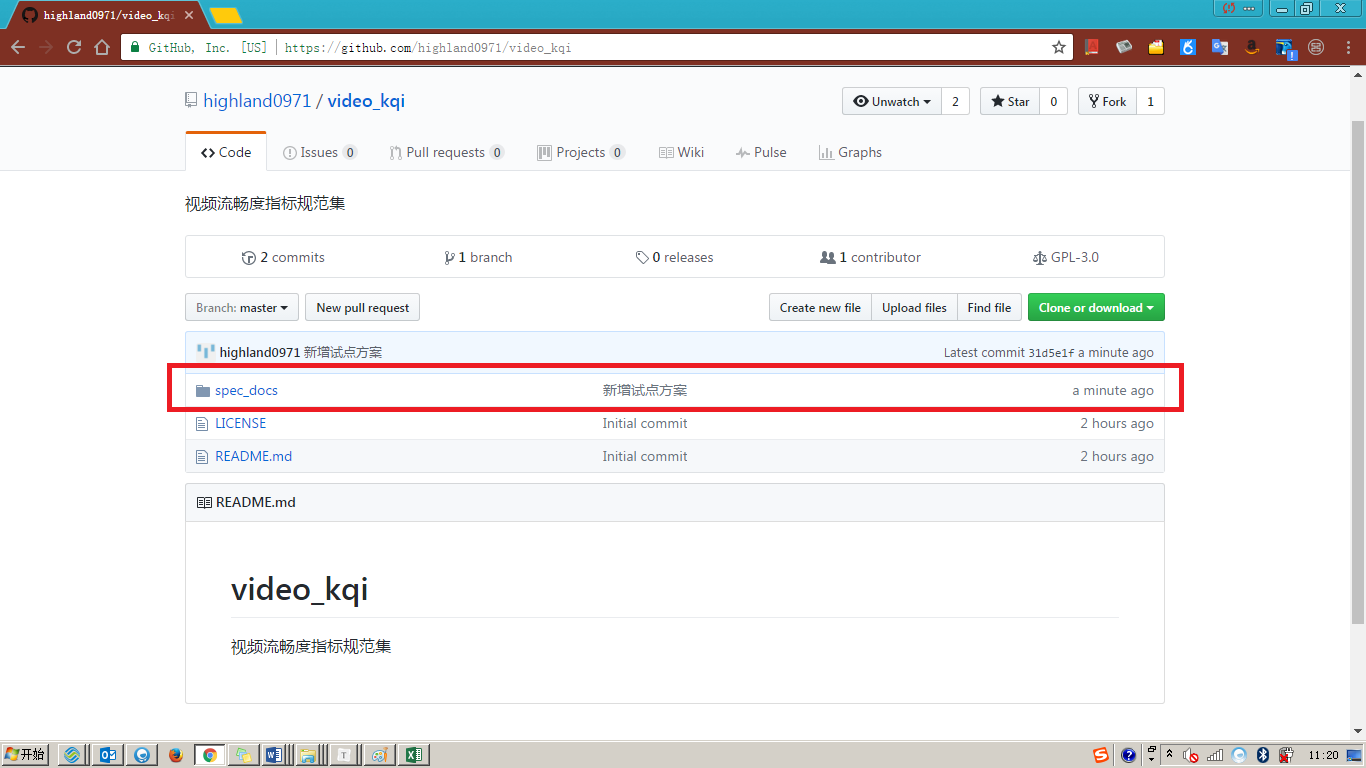 highland0971/video_kqi
GitHub, Inc. [US] | https://github.com/highland0971/video_kqi
highland0971 / video_kqi
Unwatch 2 Star 0 Fork 1
Code Issues 0 Pull requests 0 Projects 0 Wiki Pulse Graphs
视频流畅度指标规范集
2 commits 1 branch 0 releases 1 contributor GPL-3.0
Branch: master New pull request Create new file Upload files Find file Clone or download
highland0971 新增试点方案 Latest commit 31d5e1f a minute ago
spec_docs 新增试点方案 a minute ago
LICENSE Initial commit 2 hours ago
README.md Initial commit 2 hours ago
README.md
video_kqi
视频流畅度指标规范集
开始 11:20